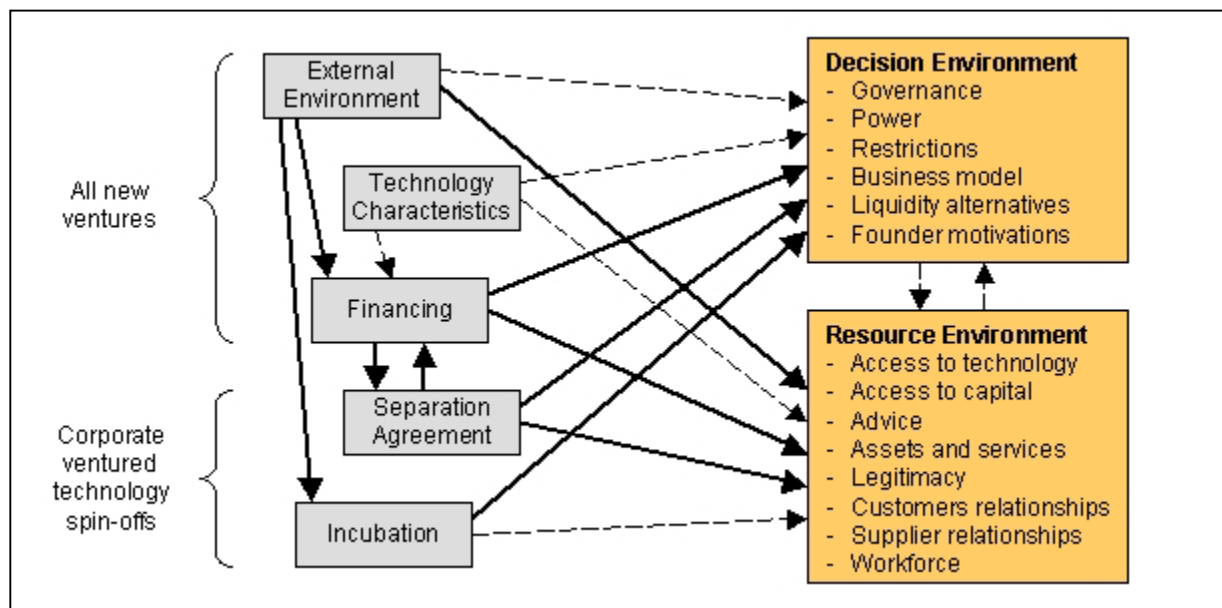 All new
ventures
Corporate
ventured
technology
spin-offs
External
Environment
Technology
Characteristics
Financing
Separation
Agreement
Incubation
Decision Environment
- Governance
- Power
- Restrictions
- Business model
- Liquidity alternatives
- Founder motivations
Resource Environment
- Access to technology
- Access to capital
- Advice
- Assets and services
- Legitimacy
- Customers relationships
- Supplier relationships
- Workforce